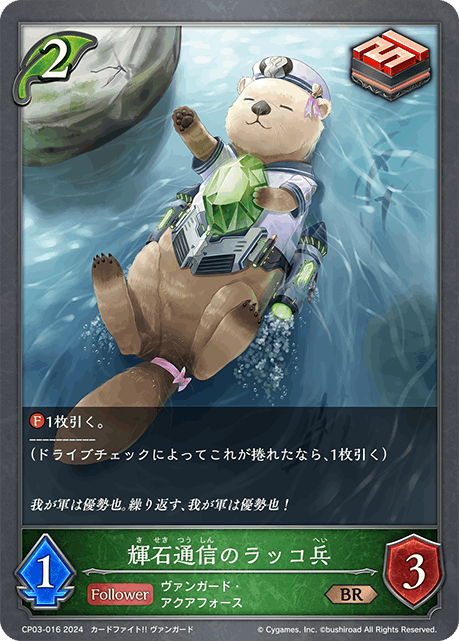 2
F 1枚引く。
(ドライブチェックによってこれが捲れたなら、1枚引く)
我が軍は優勢也。繰り返す、我が軍は優勢也!
き せき つう しん へい
輝石通信のラッコ兵
1
Follower
ヴァンガード・
アクアフォース
BR
3
CP03-016 2024 カードファイト!! ヴァンガード
© Cygames, Inc. ©bushiroad All Rights Reserved.